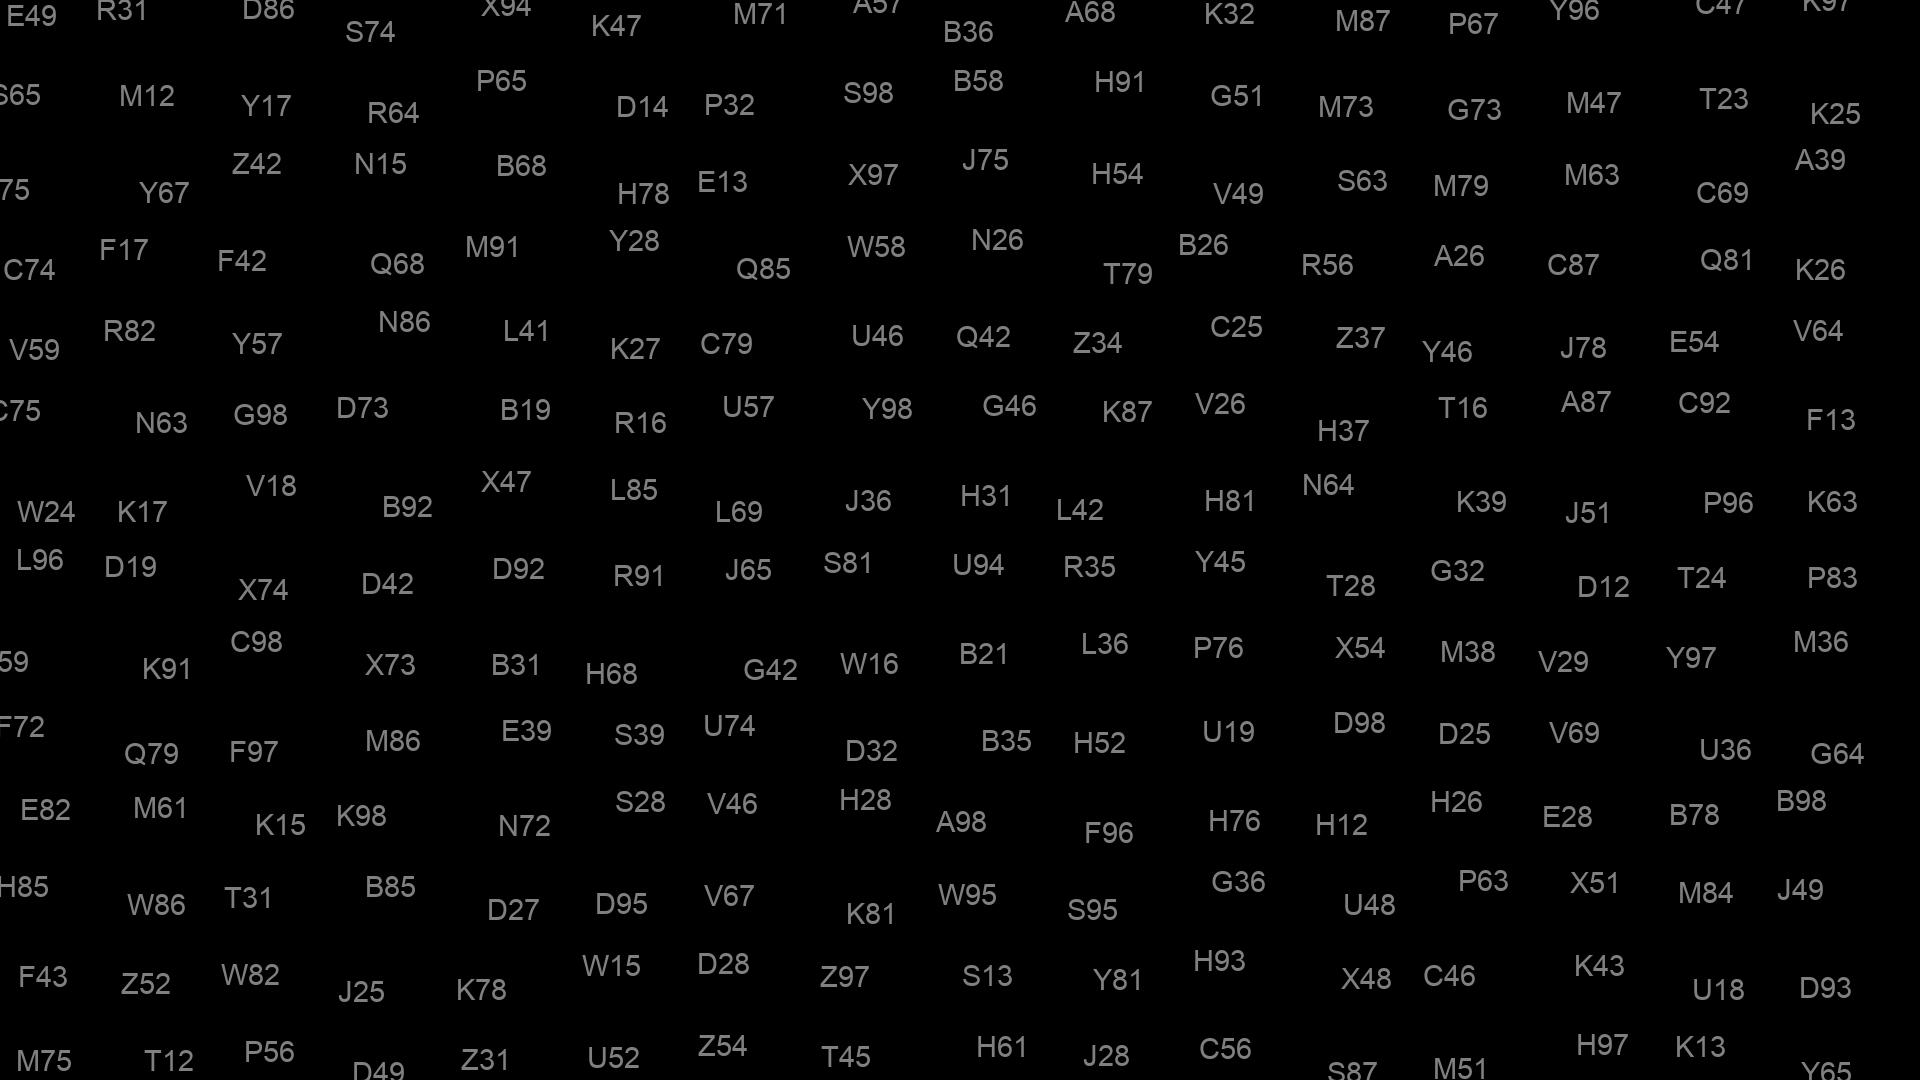 E49 R31 D86 S74 X94 K47 M71 A57 B36 A68 K32 M87 P67 Y96 C47 K97
S65 M12 Y17 R64 P65 D14 P32 S98 B58 H91 G51 M73 G73 M47 T23 K25
75 Y67 Z42 N15 B68 H78 E13 X97 J75 H54 V49 S63 M79 M63 C69 A39
C74 F17 F42 Q68 M91 Y28 Q85 W58 N26 T79 B26 R56 A26 C87 Q81 K26
V59 R82 Y57 N86 L41 K27 C79 U46 Q42 Z34 C25 Z37 Y46 J78 E54 V64
C75 N63 G98 D73 B19 R16 U57 Y98 G46 K87 V26 H37 T16 A87 C92 F13
W24 K17 V18 B92 X47 L85 L69 J36 H31 L42 H81 N64 K39 J51 P96 K63
L96 D19 X74 D42 D92 R91 J65 S81 U94 R35 Y45 T28 G32 D12 T24 P83
59 K91 C98 X73 B31 H68 G42 W16 B21 L36 P76 X54 M38 V29 Y97 M36
F72 Q79 F97 M86 E39 S39 U74 D32 B35 H52 U19 D98 D25 V69 U36 G64
E82 M61 K15 K98 N72 S28 V46 H28 A98 F96 H76 H12 H26 E28 B78 B98
H85 W86 T31 B85 D27 D95 V67 K81 W95 S95 G36 U48 P63 X51 M84 J49
F43 Z52 W82 J25 K78 W15 D28 Z97 S13 Y81 H93 X48 C46 K43 U18 D93
M75 T12 P56 D49 Z31 U52 Z54 T45 H61 J28 C56 S87 M51 H97 K13 Y65